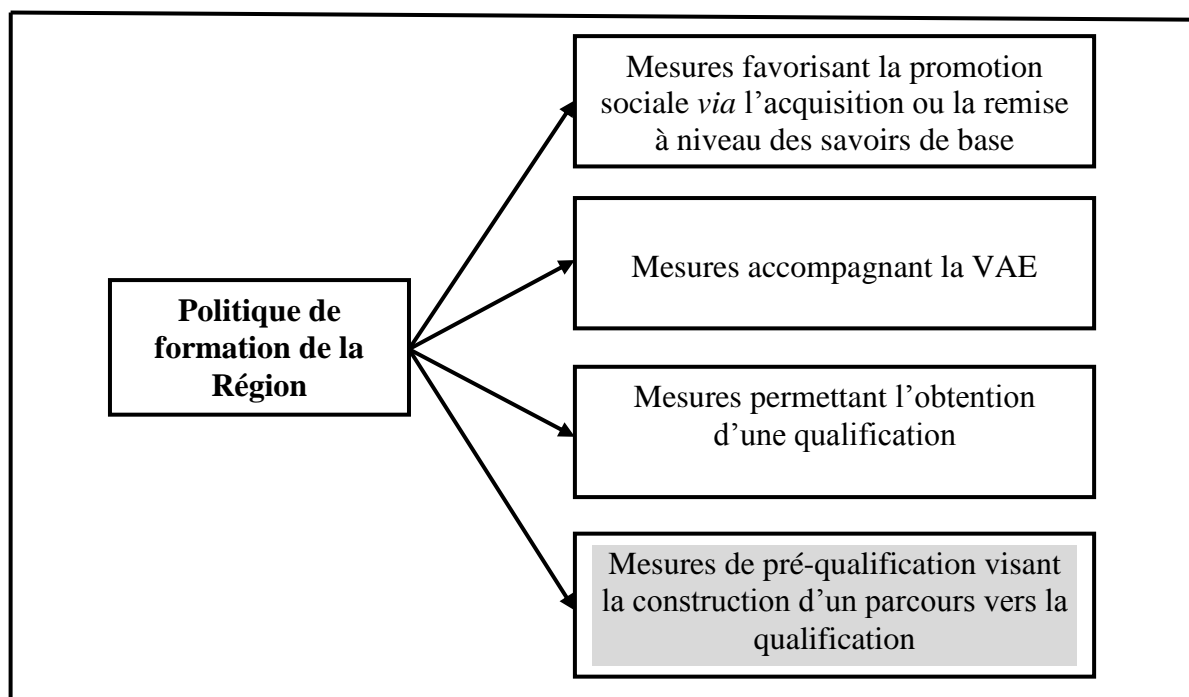 Mesures favorisant la promotion
sociale via l’acquisition ou la remise
à niveau des savoirs de base
Mesures accompagnant la VAE
Politique de
formation de la
Région
Mesures permettant l’obtention
d’une qualification
Mesures de pré-qualification visant
la construction d’un parcours vers la
qualification